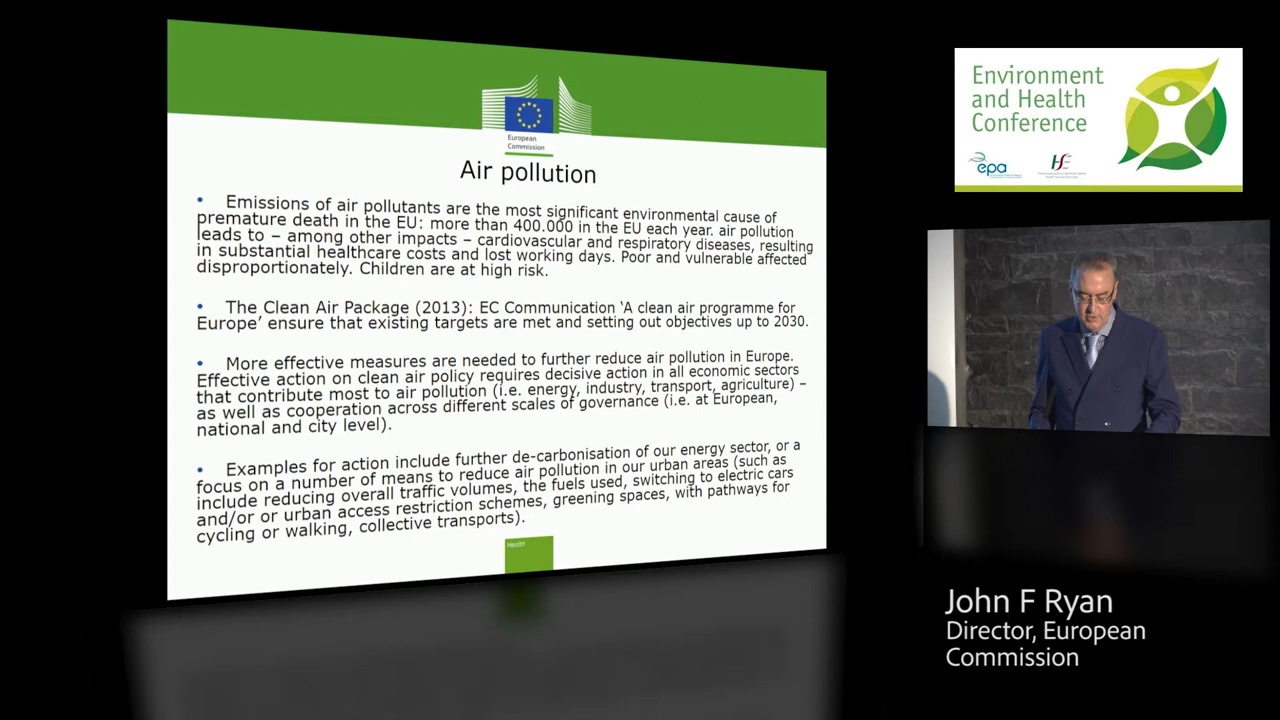 European
Commission
Air pollution
• Emissions of air pollutants are the most significant environmental cause of
premature death in the EU: more than 400.000 in the EU each year. air pollution
leads to – among other impacts – cardiovascular and respiratory diseases, resulting
in substantial healthcare costs and lost working days. Poor and vulnerable affected
disproportionately. Children are at high risk.
• The Clean Air Package (2013): EC Communication ‘A clean air programme for
Europe’ ensure that existing targets are met and setting out objectives up to 2030.
• More effective measures are needed to further reduce air pollution in Europe.
Effective action on clean air policy requires decisive action in all economic sectors
that contribute most to air pollution (i.e. energy, industry, transport, agriculture) –
as well as cooperation across different scales of governance (i.e. at European,
national and city level).
• Examples for action include further de-carbonisation of our energy sector, or a
focus on a number of means to reduce air pollution in our urban areas (such as
include reducing overall traffic volumes, the fuels used, switching to electric cars
and/or or urban access restriction schemes, greening spaces, with pathways for
cycling or walking, collective transports).
Health
Environment
and Health
Conference
epa
John F Ryan
Director, European
Commission